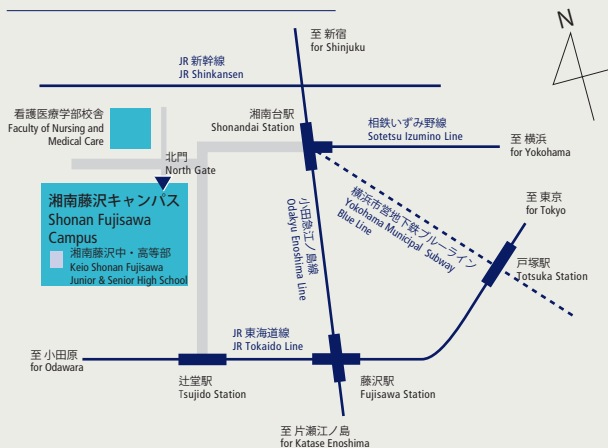 N
至 新宿
for Shinjuku
JR 新幹線
JR Shinkansen
看護医療学部校舎
Faculty of Nursing and
Medical Care
湘南台駅
Shonandai Station
相鉄いずみ野線
Sotetsu Izumino Line
至 横浜
for Yokohama
北門
North Gate
湘南藤沢キャンパス
Shonan Fujisawa
Campus
湘南藤沢中・高等部
Keio Shonan Fujisawa
Junior & Senior High School
小田急江ノ島線
Odakyu Enoshima Line
横浜市営地下鉄ブルーライン
Yokohama Municipal Subway
Blue Line
至 東京
for Tokyo
戸塚駅
Totsuka Station
JR 東海道線
JR Tokaido Line
至 小田原
for Odawara
辻堂駅
Tsujido Station
藤沢駅
Fujisawa Station
至 片瀬江ノ島
for Katase Enoshima